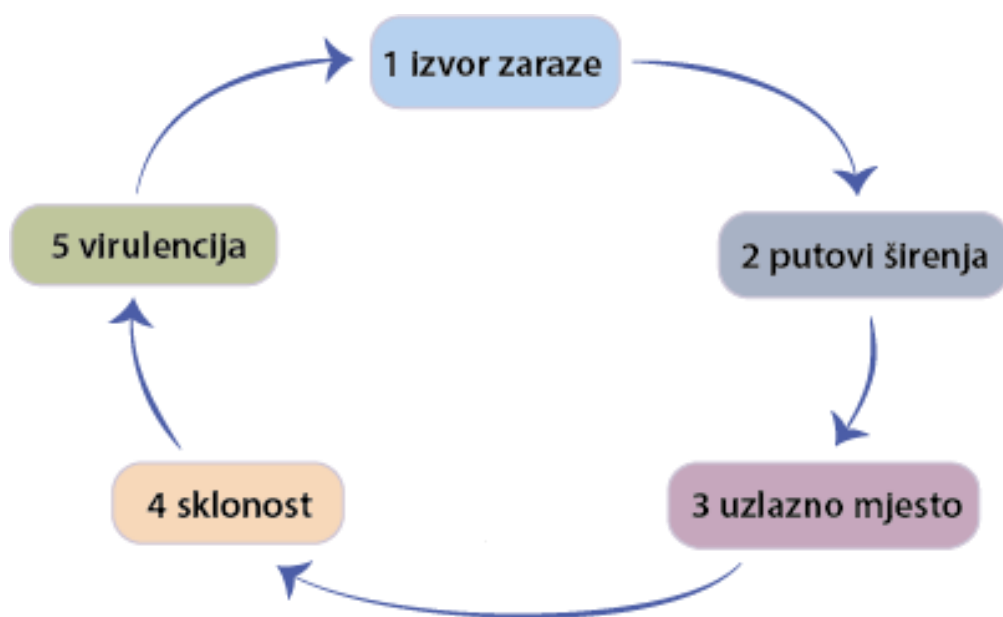 1 izvor zaraze
2 putovi širenja
3 uzlazno mjesto
4 sklonost
5 virulencija